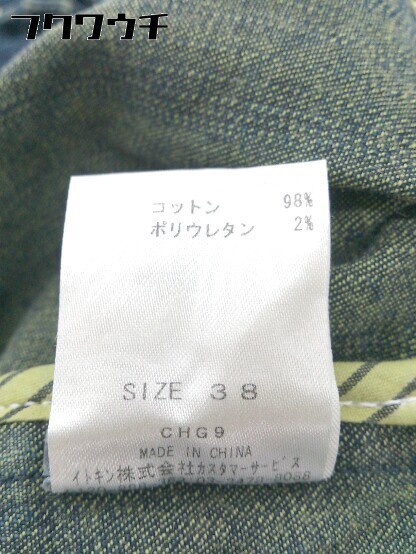 フクワウチ
コットン 98%
ポリウレタン 2%
SIZE 38
CHG9
MADE IN CHINA
イトキン株式会社カスタマーサービス